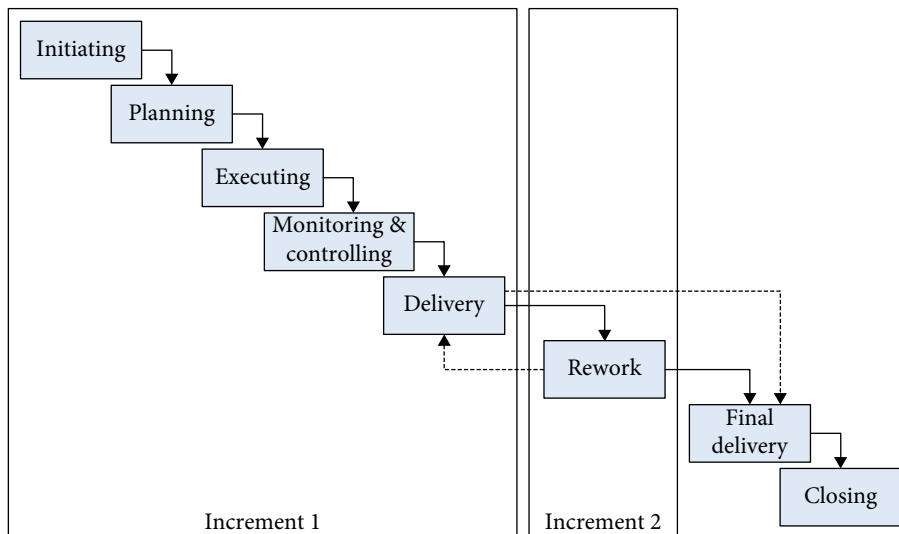 Initiating
Planning
Executing
Monitoring &
controlling
Delivery
Rework
Final
delivery
Closing
Increment 1
Increment 2